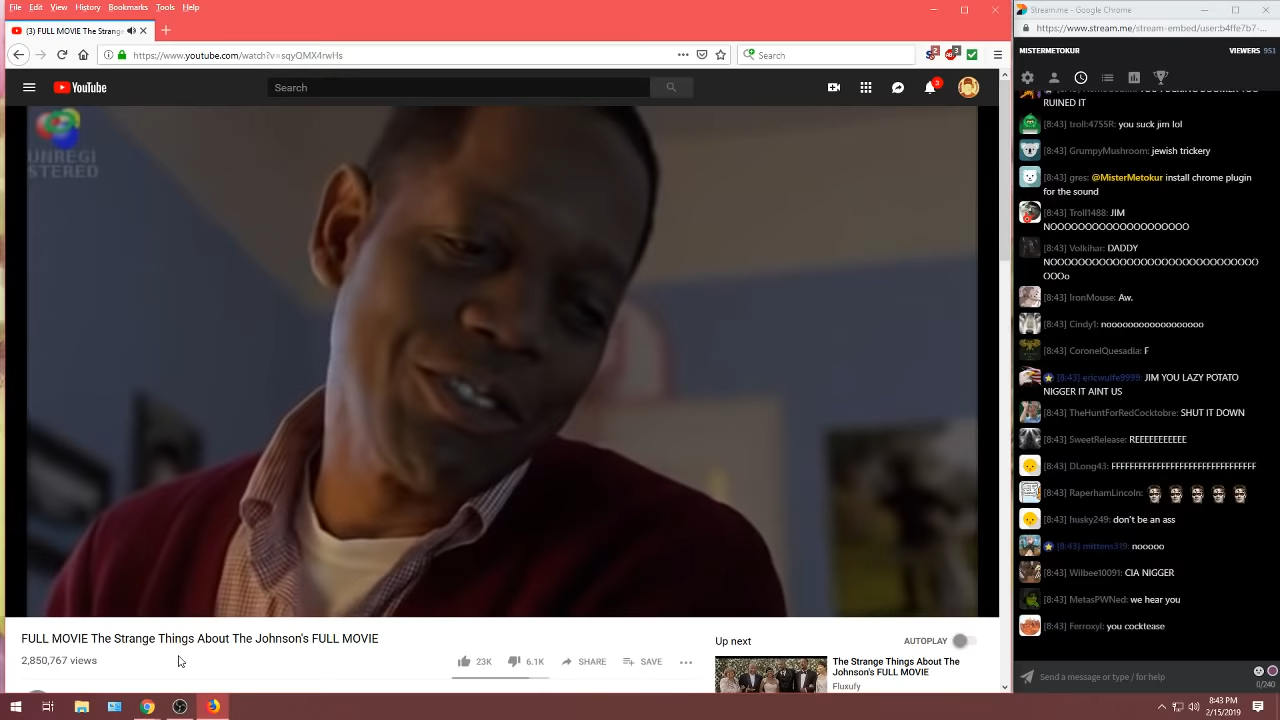 File Edit View History Bookmarks Tools Help
(3) FULL MOVIE The Strange
https://www.youtube.com/watch?v=sqyQMX4rwHs
Search
2
3
YouTube
Search
3
UNREGI
STERED
FULL MOVIE The Strange Things About The Johnson's FULL MOVIE
2,850,767 views
23K
6.1K
SHARE
SAVE
Up next
AUTOPLAY
The Strange Things About The
Johnson's FULL MOVIE
Fluxufy
Stream.me - Google Chrome
https://www.stream.me/stream-embed/user:b4ffe7b7-...
MISTERMETOKUR
VIEWERS 951
RUINED IT
[8:43] troll:4755R: you suck jim lol
[8:43] GrumpyMushroom: jewish trickery
[8:43] gres: @MisterMetokur install chrome plugin
for the sound
[8:43] Troll1488: JIM
NOOOOOOOOOOOOOOOOOOO
[8:43] Volkihar: DADDY
NOOOOOOOOOOOOOOOOOOOOOOOOOOOOOO
OOOo
[8:43] IronMouse: Aw.
[8:43] Cindy1: noooooooooooooooooo
[8:43] CoronelQuesadia: F
[8:43] ericwulfe9999: JIM YOU LAZY POTATO
NIGGER IT AINT US
[8:43] TheHuntForRedCocktobre: SHUT IT DOWN
[8:43] SweetRelease: REEEEEEEEEEE
[8:43] DLong43: FFFFFFFFFFFFFFFFFFFFFFFFFFFFFFFF
[8:43] RaperhamLincoln:
[8:43] husky249: don't be an ass
[8:43] mittens319: nooooo
[8:43] Wilbee10091: CIA NIGGER
[8:43] MetasPWNed: we hear you
[8:43] Ferroxyl: you cocktease
Send a message or type / for help
0/240
8:43 PM
2/15/2019